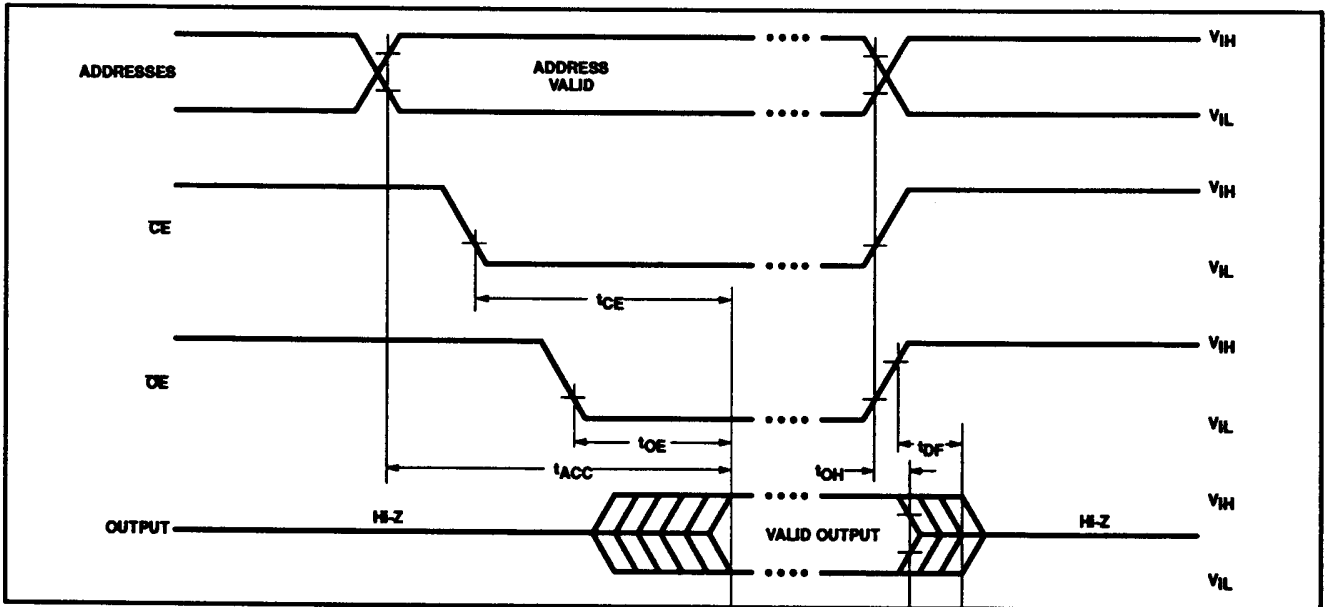 VIH
ADDRESSES
ADDRESS
VALID
VIL
VIH
CE
VIL
tCE
VIH
OE
VIL
tOE
tDF
tACC
tOH
VIH
HI-Z
OUTPUT
VALID OUTPUT
HI-Z
VIL